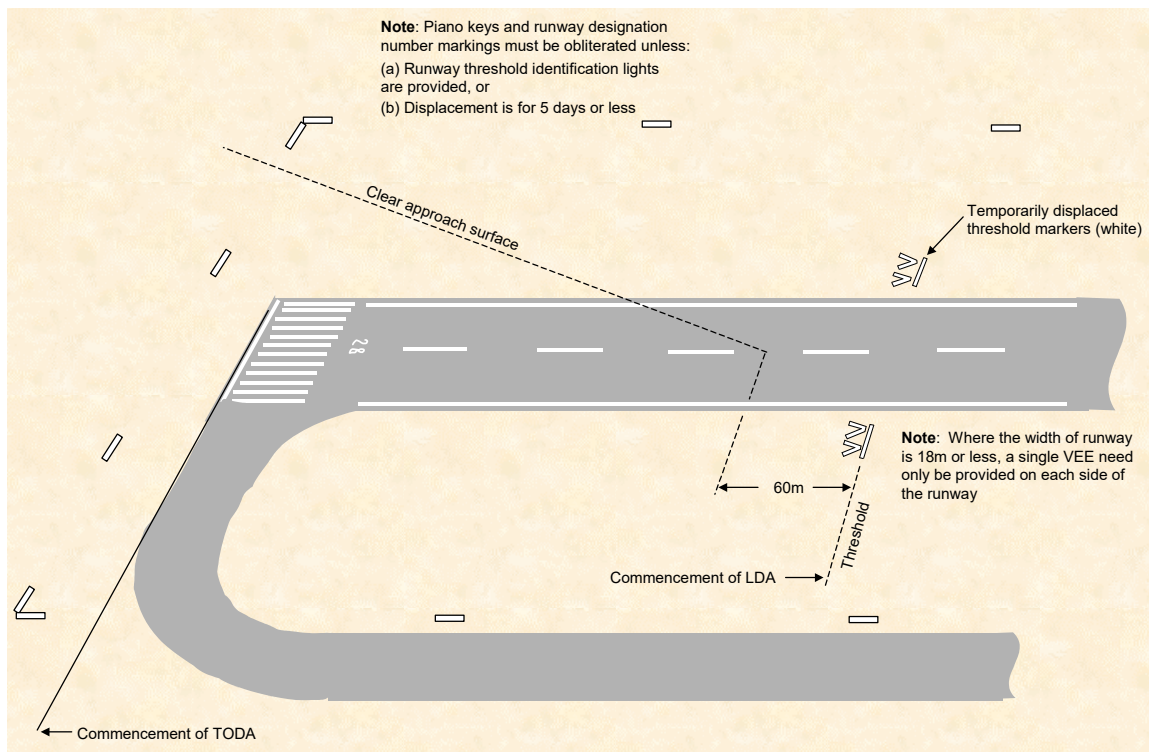 Note: Piano keys and runway designation
number markings must be obliterated unless:
(a) Runway threshold identification lights
are provided, or
(b) Displacement is for 5 days or less
Clear approach surface
Temporarily displaced
threshold markers (white)
28
Note: Where the width of runway
is 18m or less, a single VEE need
only be provided on each side of
the runway
60m
Threshold
Commencement of LDA
Commencement of TODA